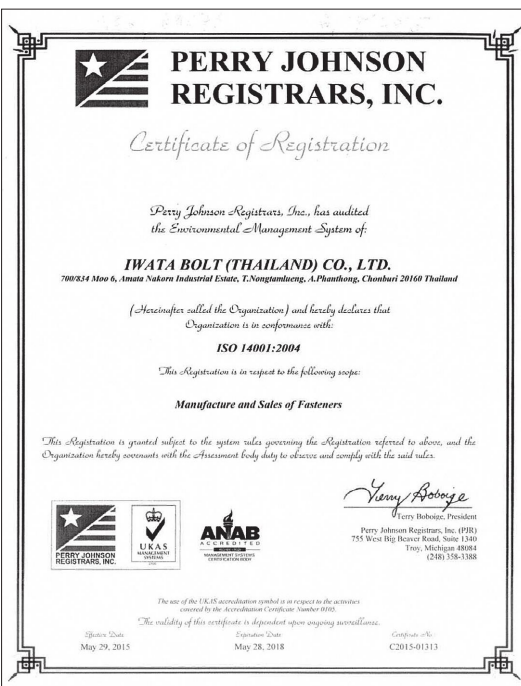 PERRY JOHNSON
REGISTRARS, INC.
Certificate of Registration
Perry Johnson Registrars, Inc., has audited
the Environmental Management System of:
IWATA BOLT (THAILAND) CO., LTD.
700/834 Moo 6, Amata Nakorn Industrial Estate, T.Nongtamlueng, A.Phanthong, Chonburi 20160 Thailand
(Hereinafter called the Organization) and hereby declares that
Organization is in conformance with:
ISO 14001:2004
This Registration is in respect to the following scope:
Manufacture and Sales of Fasteners
This Registration is granted subject to the system rules governing the Registration referred to above, and the
Organization hereby covenants with the Assessment body duty to observe and comply with the said rules.
PERRY JOHNSON
REGISTRARS, INC.
UKAS
MANAGEMENT
SYSTEMS
ANAB
ACCREDITED
MANAGEMENT SYSTEMS
CERTIFICATION BODY
Terry Boboige
Terry Boboige, President
Perry Johnson Registrars, Inc. (PJR)
755 West Big Beaver Road, Suite 1340
Troy, Michigan 48084
(248) 358-3388
The use of the UKAS accreditation symbol is in respect to the activities
covered by the Accreditation Certificate Number 0105.
The validity of this certificate is dependent upon ongoing surveillance.
Effective Date
Expiration Date
Certificate No.
May 29, 2015
May 28, 2018
C2015-01313